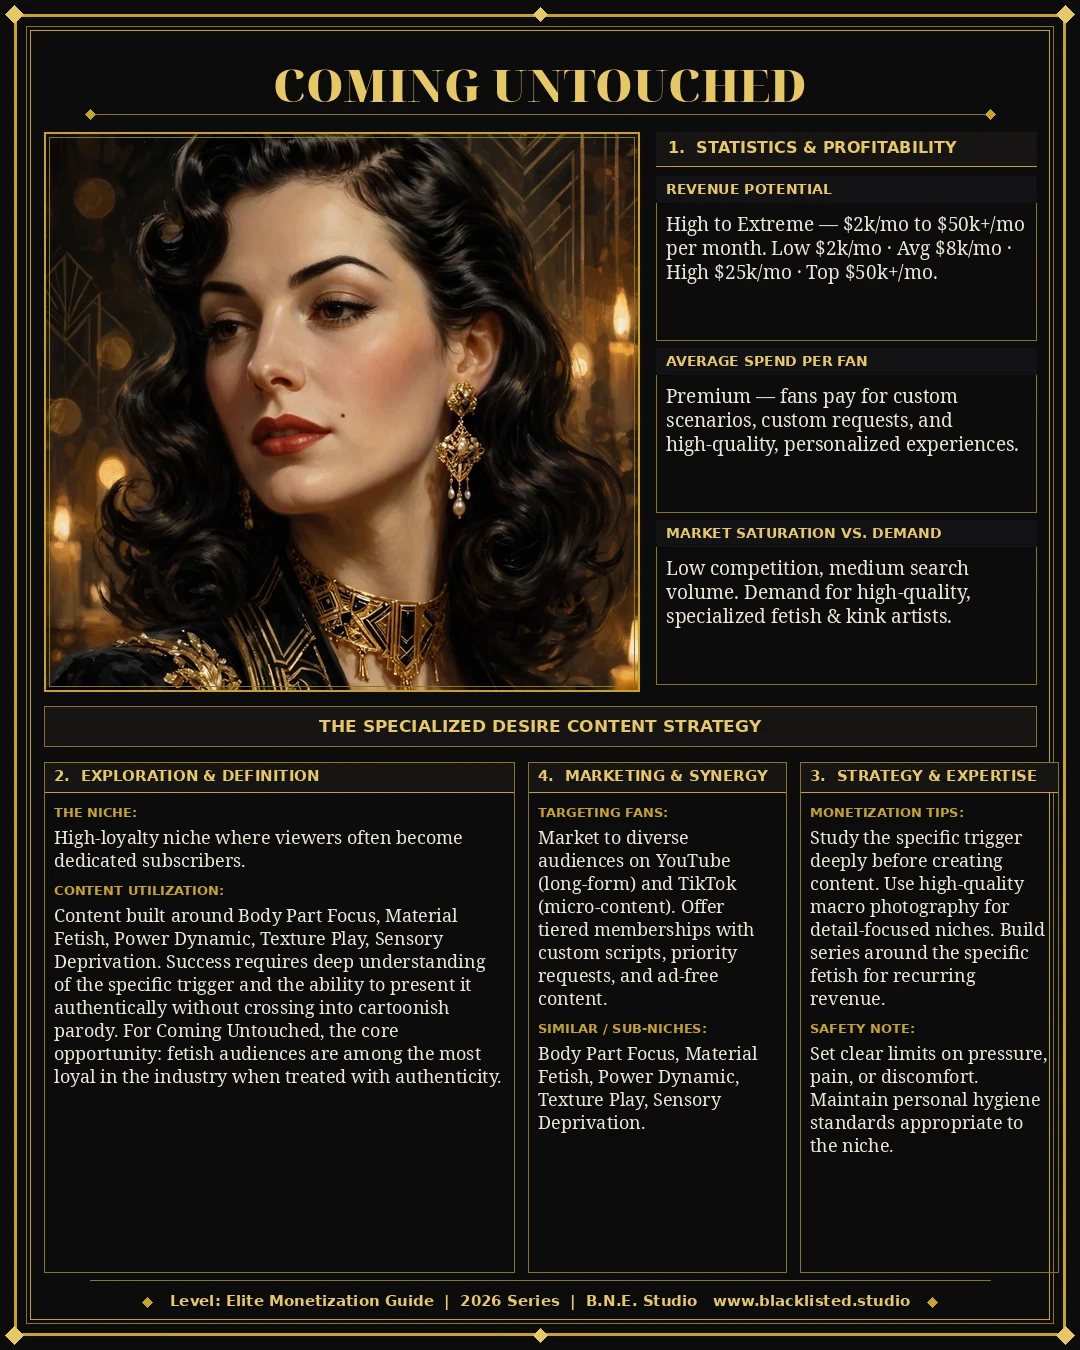 COMING UNTOUCHED
1. STATISTICS & PROFITABILITY
REVENUE POTENTIAL
High to Extreme — $2k/mo to $50k+/mo
per month. Low $2k/mo · Avg $8k/mo ·
High $25k/mo · Top $50k+/mo.
AVERAGE SPEND PER FAN
Premium — fans pay for custom
scenarios, custom requests, and
high-quality, personalized experiences.
MARKET SATURATION VS. DEMAND
Low competition, medium search
volume. Demand for high-quality,
specialized fetish & kink artists.
THE SPECIALIZED DESIRE CONTENT STRATEGY
2. EXPLORATION & DEFINITION
THE NICHE:
High-loyalty niche where viewers often become
dedicated subscribers.
CONTENT UTILIZATION:
Content built around Body Part Focus, Material
Fetish, Power Dynamic, Texture Play, Sensory
Deprivation. Success requires deep understanding
of the specific trigger and the ability to present it
authentically without crossing into cartoonish
parody. For Coming Untouched, the core
opportunity: fetish audiences are among the most
loyal in the industry when treated with authenticity.
4. MARKETING & SYNERGY
TARGETING FANS:
Market to diverse
audiences on YouTube
(long-form) and TikTok
(micro-content). Offer
tiered memberships with
custom scripts, priority
requests, and ad-free
content.
SIMILAR / SUB-NICHES:
Body Part Focus, Material
Fetish, Power Dynamic,
Texture Play, Sensory
Deprivation.
3. STRATEGY & EXPERTISE
MONETIZATION TIPS:
Study the specific trigger
deeply before creating
content. Use high-quality
macro photography for
detail-focused niches. Build
series around the specific
fetish for recurring
revenue.
SAFETY NOTE:
Set clear limits on pressure,
pain, or discomfort.
Maintain personal hygiene
standards appropriate to
the niche.
Level: Elite Monetization Guide | 2026 Series | B.N.E. Studio www.blacklisted.studio